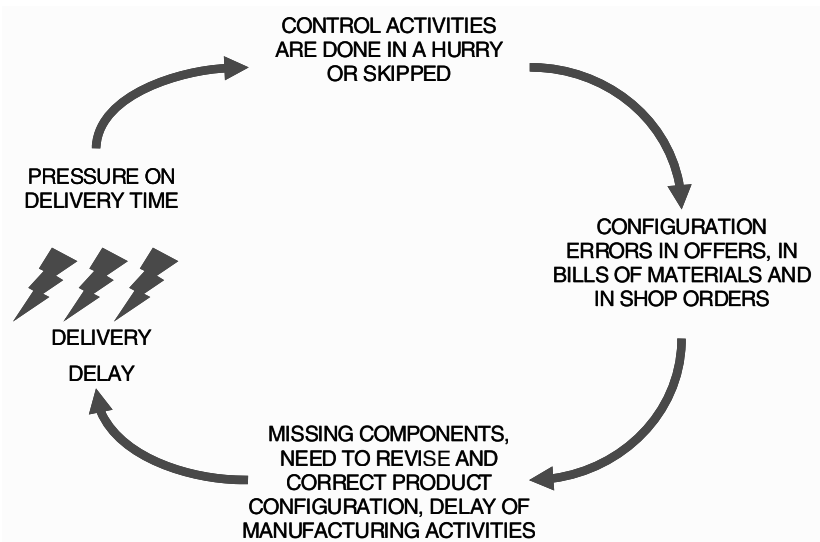 CONTROL ACTIVITIES
ARE DONE IN A HURRY
OR SKIPPED
PRESSURE ON
DELIVERY TIME
CONFIGURATION
ERRORS IN OFFERS, IN
BILLS OF MATERIALS AND
IN SHOP ORDERS
DELIVERY
DELAY
MISSING COMPONENTS,
NEED TO REVISE AND
CORRECT PRODUCT
CONFIGURATION, DELAY OF
MANUFACTURING ACTIVITIES